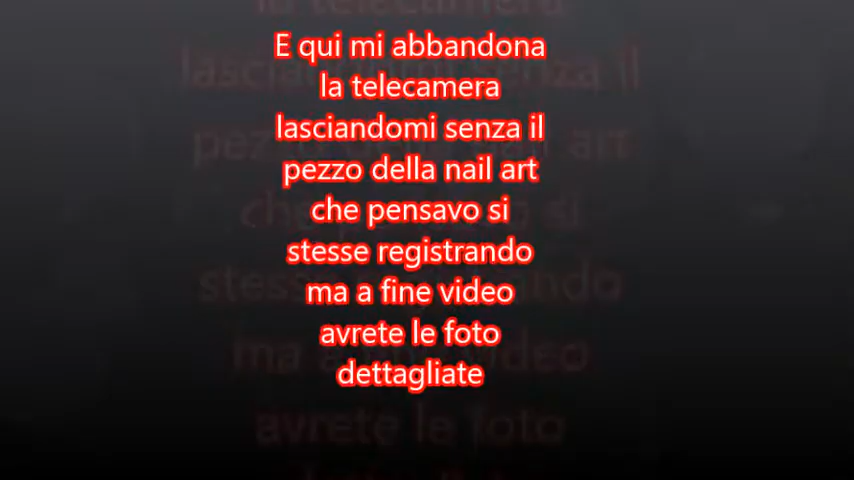 E qui mi abbandona
la telecamera
lasciandomi senza il
pezzo della nail art
che pensavo si
stesse registrando
ma a fine video
avrete le foto
dettagliate